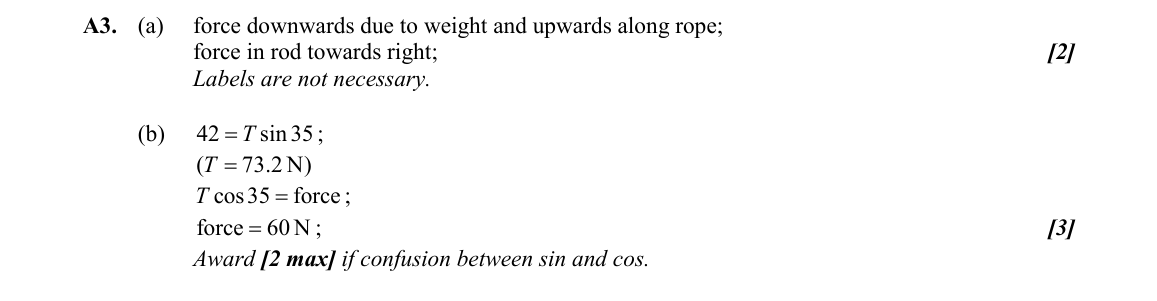 A3. (a) force downwards due to weight and upwards along rope;
force in rod towards right; [2]
Labels are not necessary.
(b) 42 = T sin 35 ;
(T = 73.2 N)
T cos 35 = force ;
force = 60 N ; [3]
Award [2 max] if confusion between sin and cos.